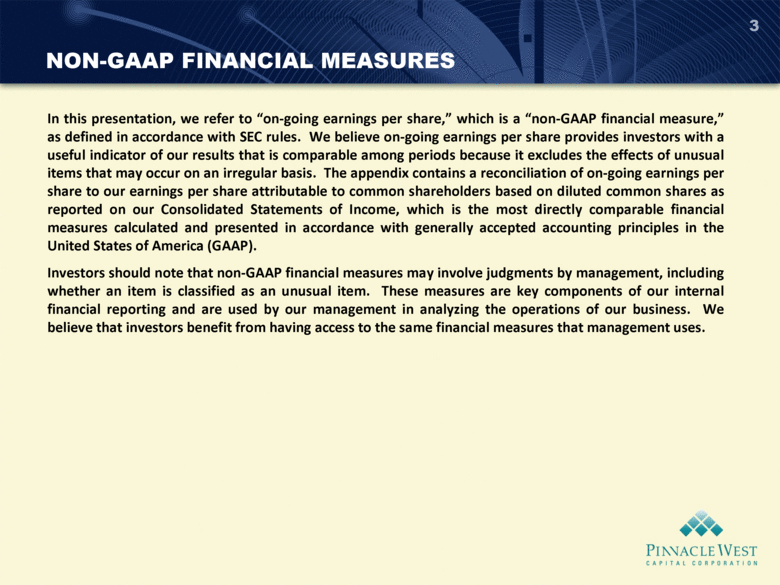 3
NON-GAAP FINANCIAL MEASURES
In this presentation, we refer to “on-going earnings per share,” which is a “non-GAAP financial measure,”
as defined in accordance with SEC rules.  We believe on-going earnings per share provides investors with a
useful indicator of our results that is comparable among periods because it excludes the effects of unusual
items that may occur on an irregular basis.  The appendix contains a reconciliation of on-going earnings per
share to our earnings per share attributable to common shareholders based on diluted common shares as
reported on our Consolidated Statements of Income, which is the most directly comparable financial
measures calculated and presented in accordance with generally accepted accounting principles in the
United States of America (GAAP).
Investors should note that non-GAAP financial measures may involve judgments by management, including
whether an item is classified as an unusual item.  These measures are key components of our internal
financial reporting and are used by our management in analyzing the operations of our business.  We
believe that investors benefit from having access to the same financial measures that management uses.
PINNACLE WEST
CAPITAL CORPORATION